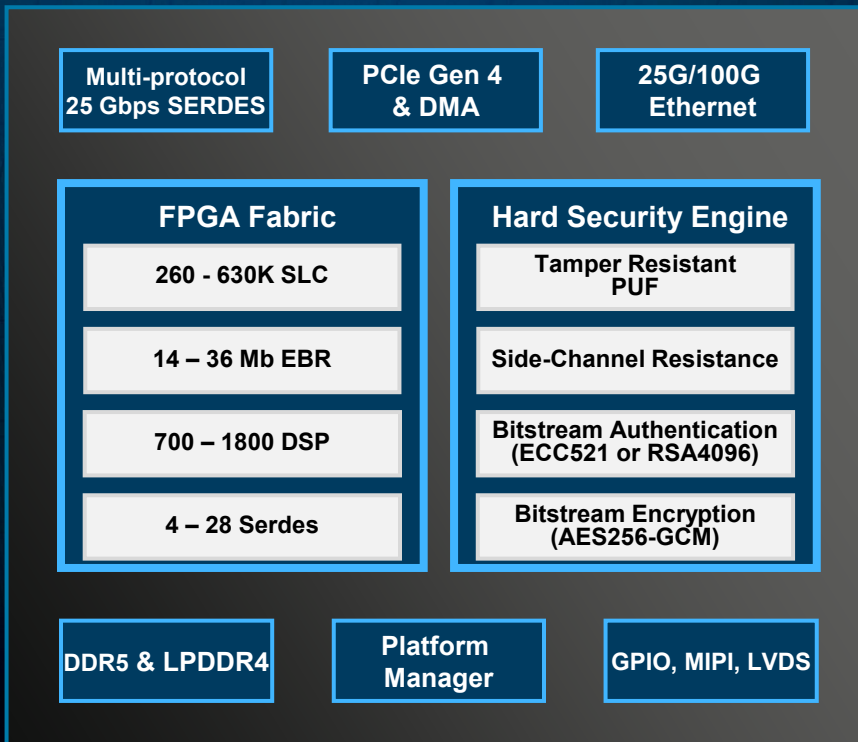 Multi-protocol
25 Gbps SERDES
PCIe Gen 4
& DMA
25G/100G
Ethernet
FPGA Fabric
260 - 630K SLC
14 – 36 Mb EBR
700 – 1800 DSP
4 – 28 Serdes
Hard Security Engine
Tamper Resistant
PUF
Side-Channel Resistance
Bitstream Authentication
(ECC521 or RSA4096)
Bitstream Encryption
(AES256-GCM)
DDR5 & LPDDR4
Platform
Manager
GPIO, MIPI, LVDS